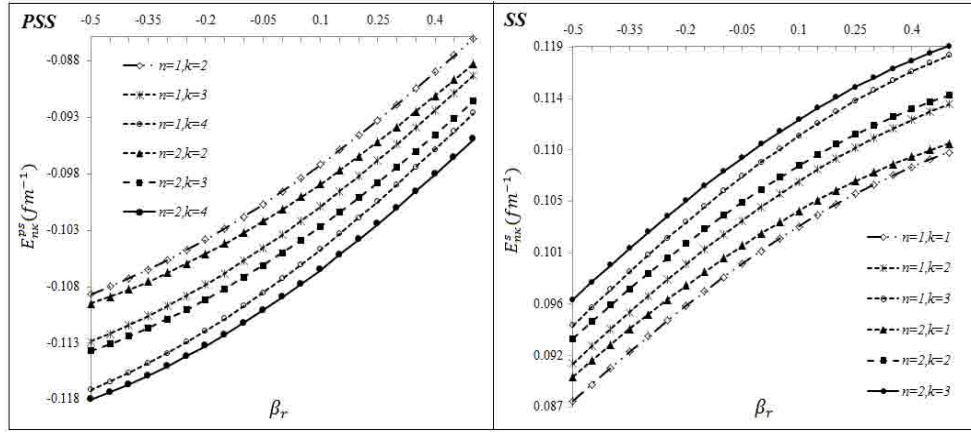 PSS
-0.5 -0.35 -0.2 -0.05 0.1 0.25 0.4
-0.088
-0.093
-0.098
-0.103
-0.108
-0.113
-0.118
n=1,k=2
n=1,k=3
n=1,k=4
n=2,k=2
n=2,k=3
n=2,k=4
E_{nκ}^{ps}(fm^{-1})
β_r
SS
-0.5 -0.35 -0.2 -0.05 0.1 0.25 0.4
0.119
0.114
0.110
0.105
0.101
0.096
0.092
0.087
E_{nκ}^{s}(fm^{-1})
n=1,k=1
n=1,k=2
n=1,k=3
n=2,k=1
n=2,k=2
n=2,k=3
β_r